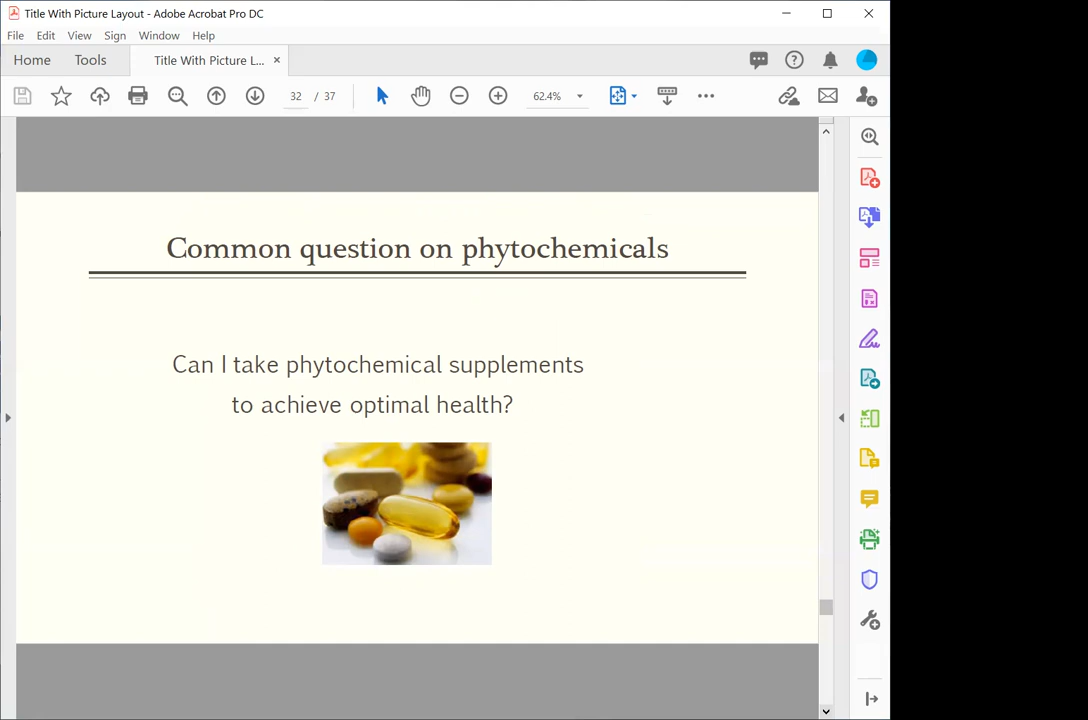 Title With Picture Layout - Adobe Acrobat Pro DC
File Edit View Sign Window Help
Home Tools Title With Picture L... ×
32 / 37 62.4%
Common question on phytochemicals
Can I take phytochemical supplements
to achieve optimal health?